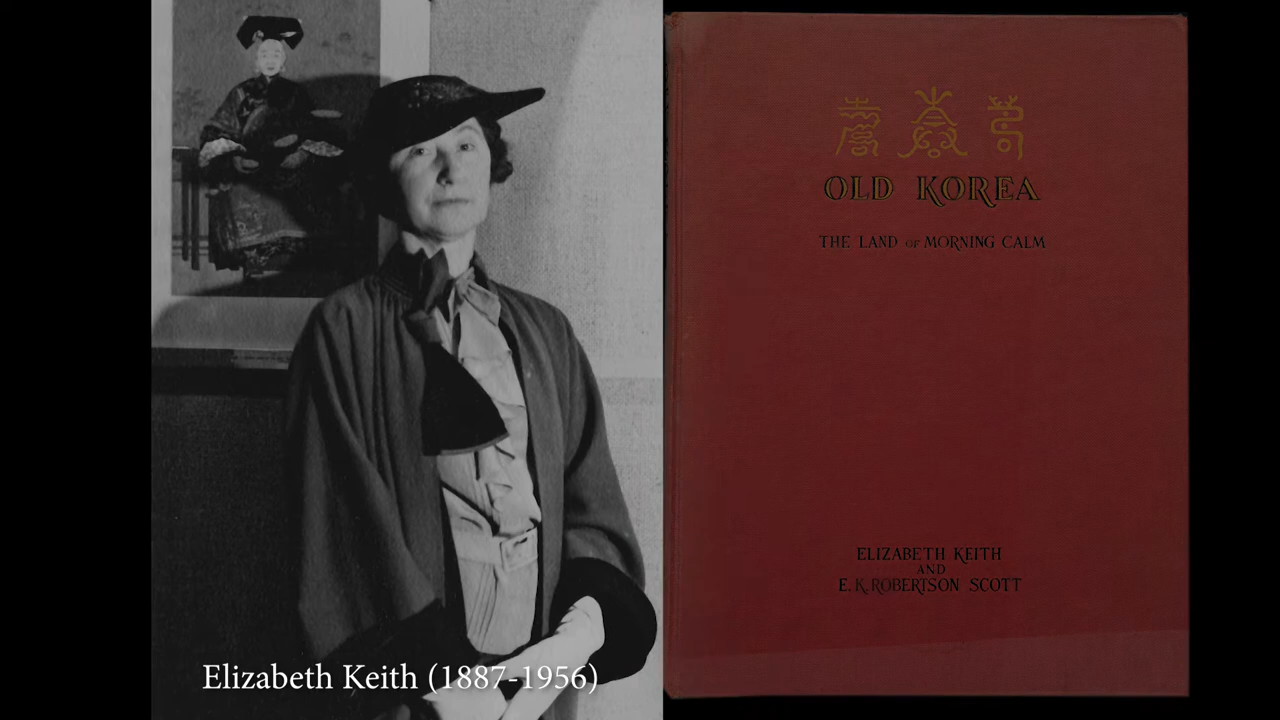 Elizabeth Keith (1887-1956)
OLD KOREA
THE LAND OF MORNING CALM
ELIZABETH KEITH
AND
E. K. ROBERTSON SCOTT